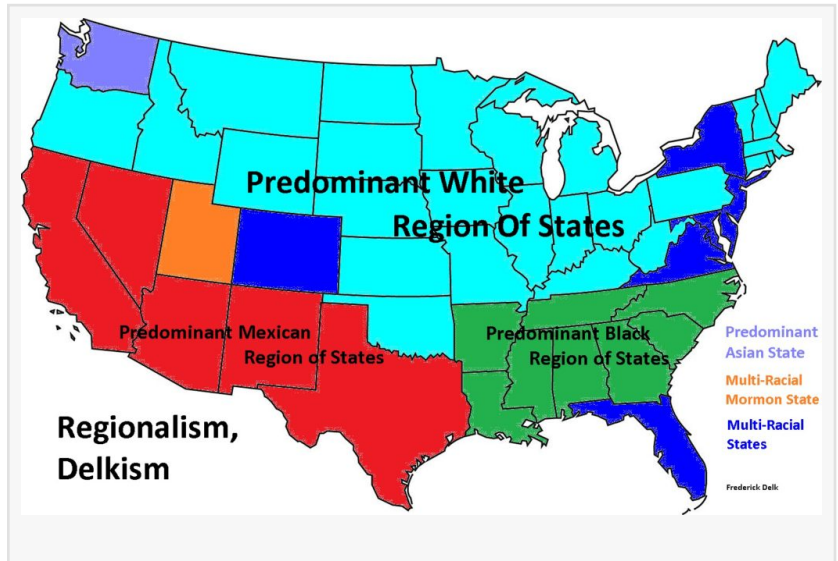 Predominant White
Region Of States
Predominant Mexican
Region of States
Predominant Black
Region of States
Predominant
Asian State
Multi-Racial
Mormon State
Multi-Racial
States
Regionalism,
Delkism
Frederick Delk